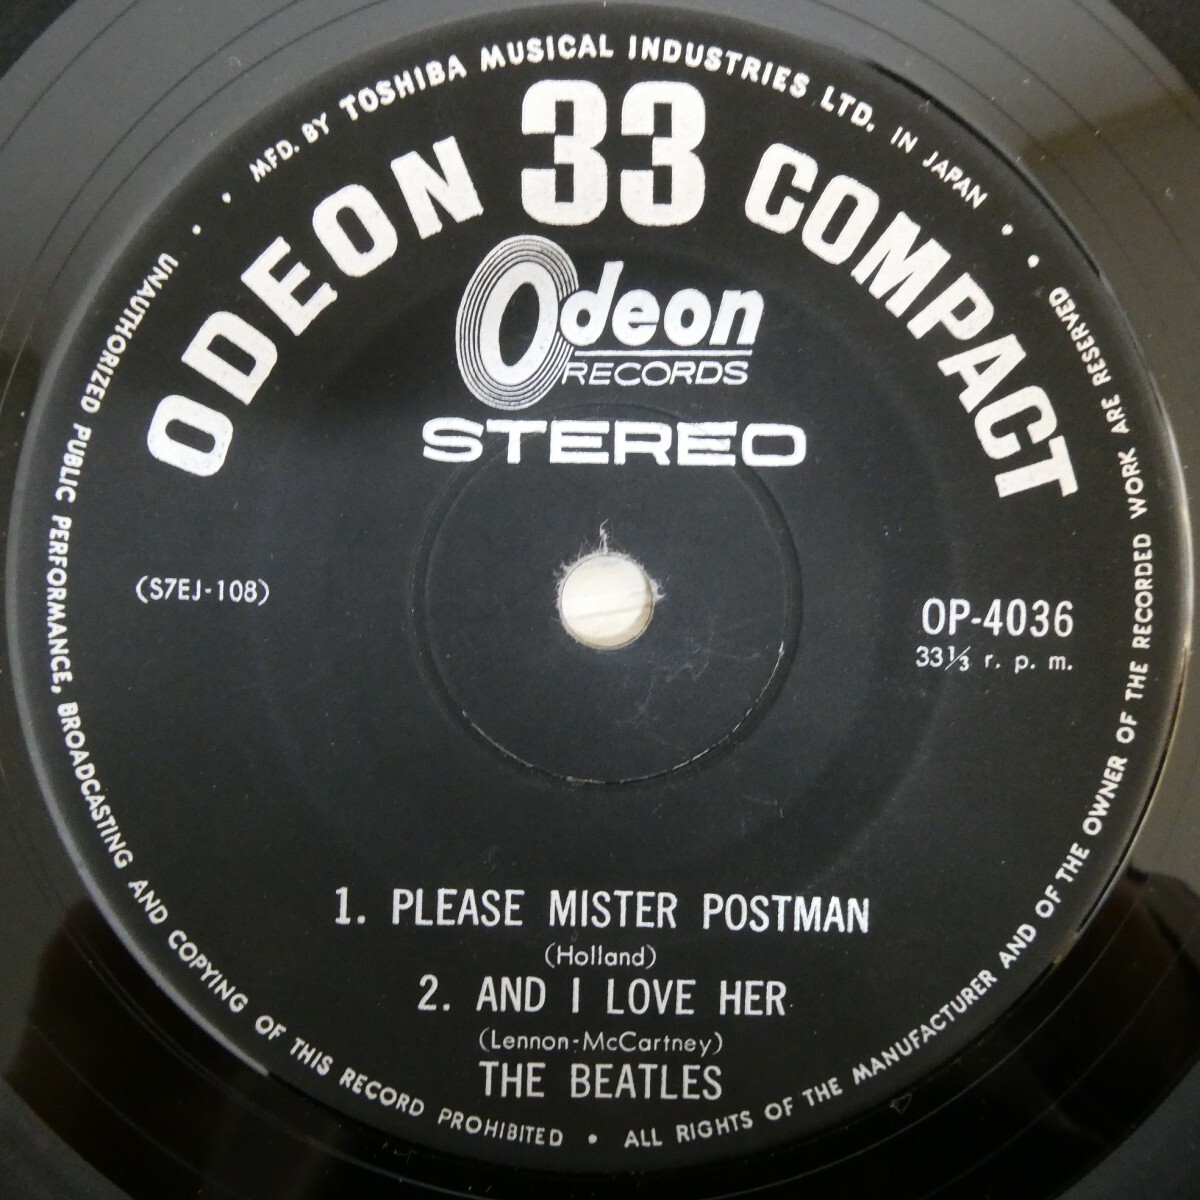 MFD. BY TOSHIBA MUSICAL INDUSTRIES LTD. IN JAPAN
ODEON 33 COMPACT
Odeon
RECORDS
STEREO
(S7EJ-108)
OP-4036
33⅓ r. p. m.
1. PLEASE MISTER POSTMAN
(Holland)
2. AND I LOVE HER
(Lennon-McCartney)
THE BEATLES
UNAUTHORIZED PUBLIC PERFORMANCE, BROADCASTING AND COPYING OF THIS RECORD PROHIBITED • ALL RIGHTS OF THE MANUFACTURER AND OF THE OWNER OF THE RECORDED WORK ARE RESERVED